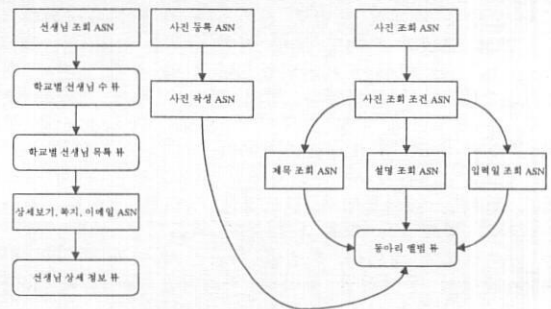 선생님 조회 ASN
사진 등록 ASN
사진 조회 ASN
학교별 선생님 수 뷰
사진 작성 ASN
사진 조회 조건 ASN
학교별 선생님 목록 뷰
제목 조회 ASN
설명 조회 ASN
입력일 조회 ASN
상세보기, 쪽지, 이메일 ASN
동아리 앨범 뷰
선생님 상세 정보 뷰